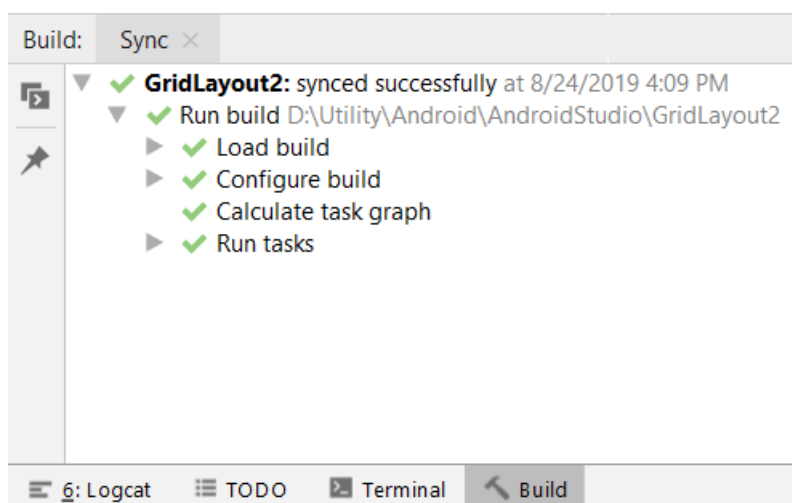 Build: Sync ×
GridLayout2: synced successfully at 8/24/2019 4:09 PM
Run build D:\Utility\Android\AndroidStudio\GridLayout2
Load build
Configure build
Calculate task graph
Run tasks
6: Logcat TODO Terminal Build